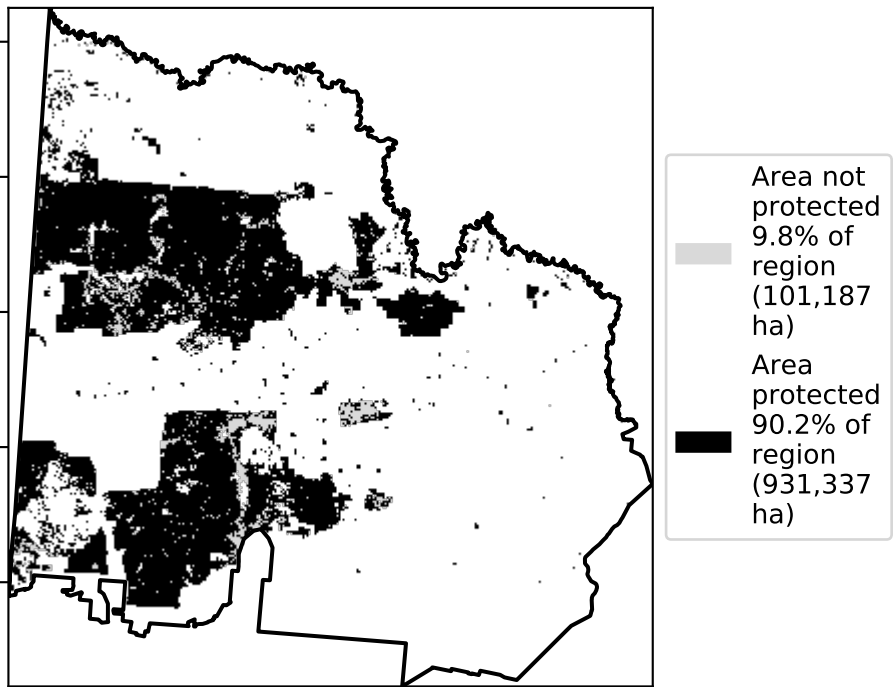 Area not
protected
9.8% of
region
(101,187
ha)
Area
protected
90.2% of
region
(931,337
ha)